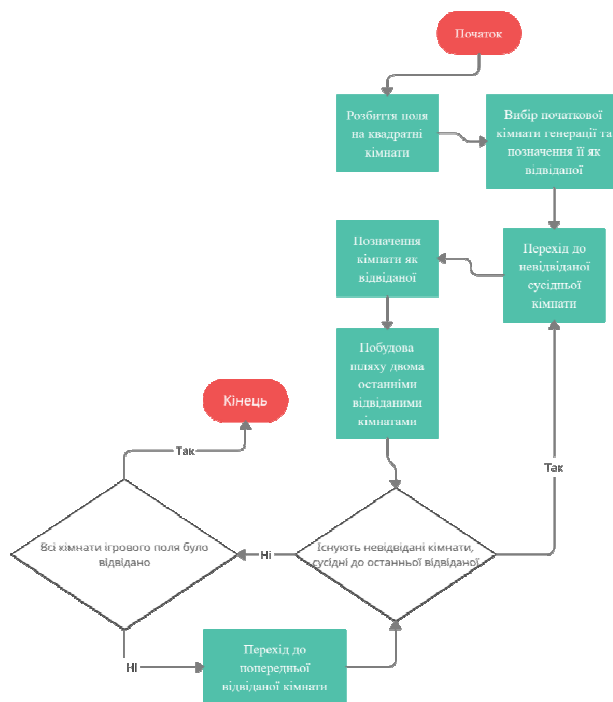 Початок
Розбиття поля
на квадратні
кімнати
Вибір початкової
кімнати генерації та
позначення її як
відвіданої
Позначення
кімнати як
відвіданої
Перехід до
невідвіданої
сусідньої
кімнати
Побудова
шляху двома
останніми
відвіданими
кімнатами
Кінець
Так
Так
Всі кімнати ігрового поля було
відвідано
Ні
Існують невідвідані кімнати,
сусідні до останньої відвіданої
НІ
Перехід до
попередньої
відвіданої кімнати